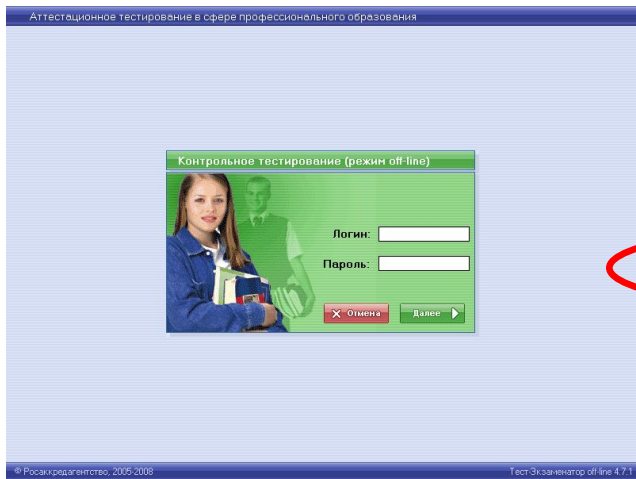 Аттестационное тестирование в сфере профессионального образования
Контрольное тестирование (режим off-line)
Логин:
Пароль:
X Отмена
Далее
© Росаккредагентство, 2005-2008
Тест-Экзаменатор off-line 4.7.1